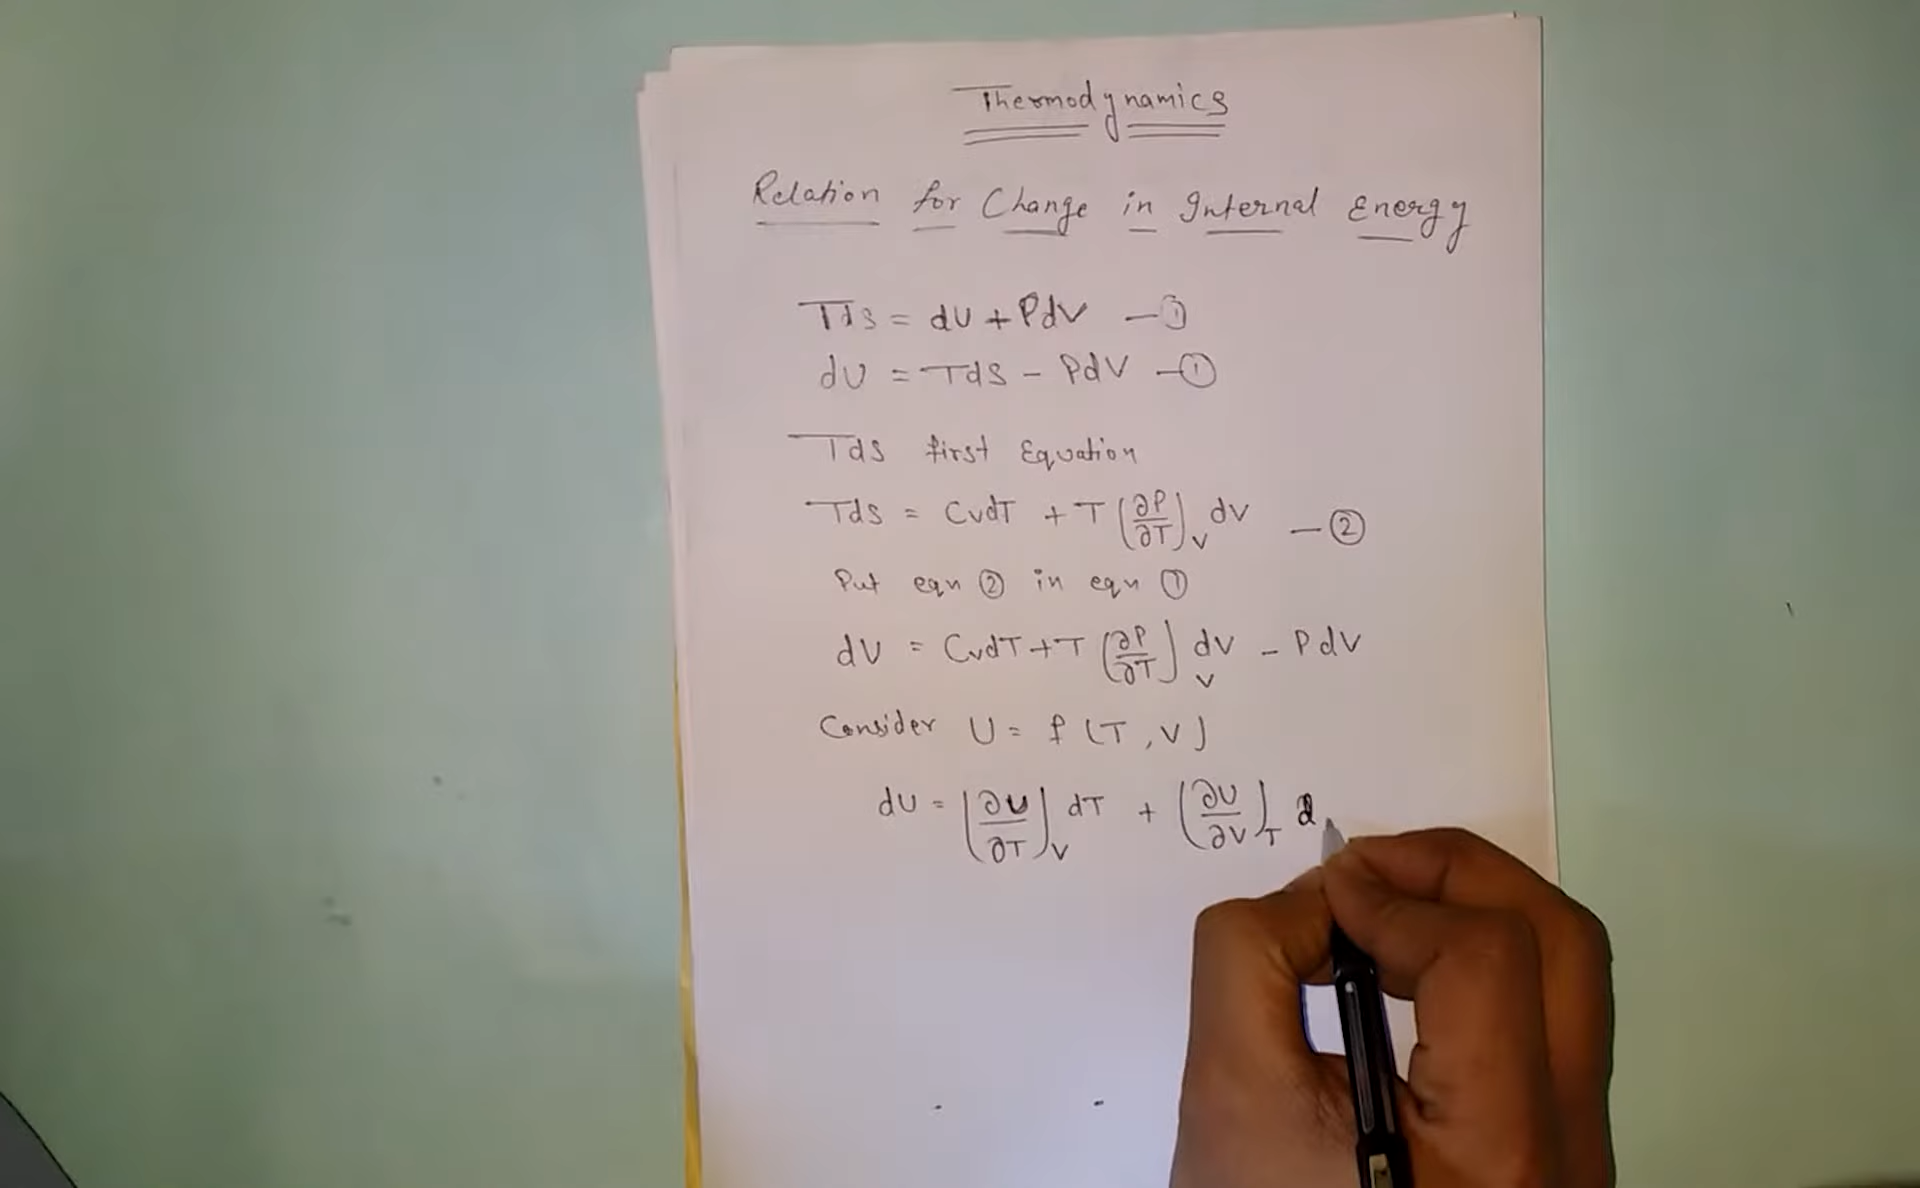 Thermodynamics
Relation for Change in Internal Energy
Tds = dU + PdV — ①
dU = Tds - PdV — ①
Tds first Equation
Tds = CvdT + T (∂P/∂T)V dV — ②
Put eqn ② in eqn ①
dU = CvdT + T (∂P/∂T)V dV - PdV
Consider U = f (T, V)
dU = (∂U/∂T)V dT + (∂U/∂V)T d